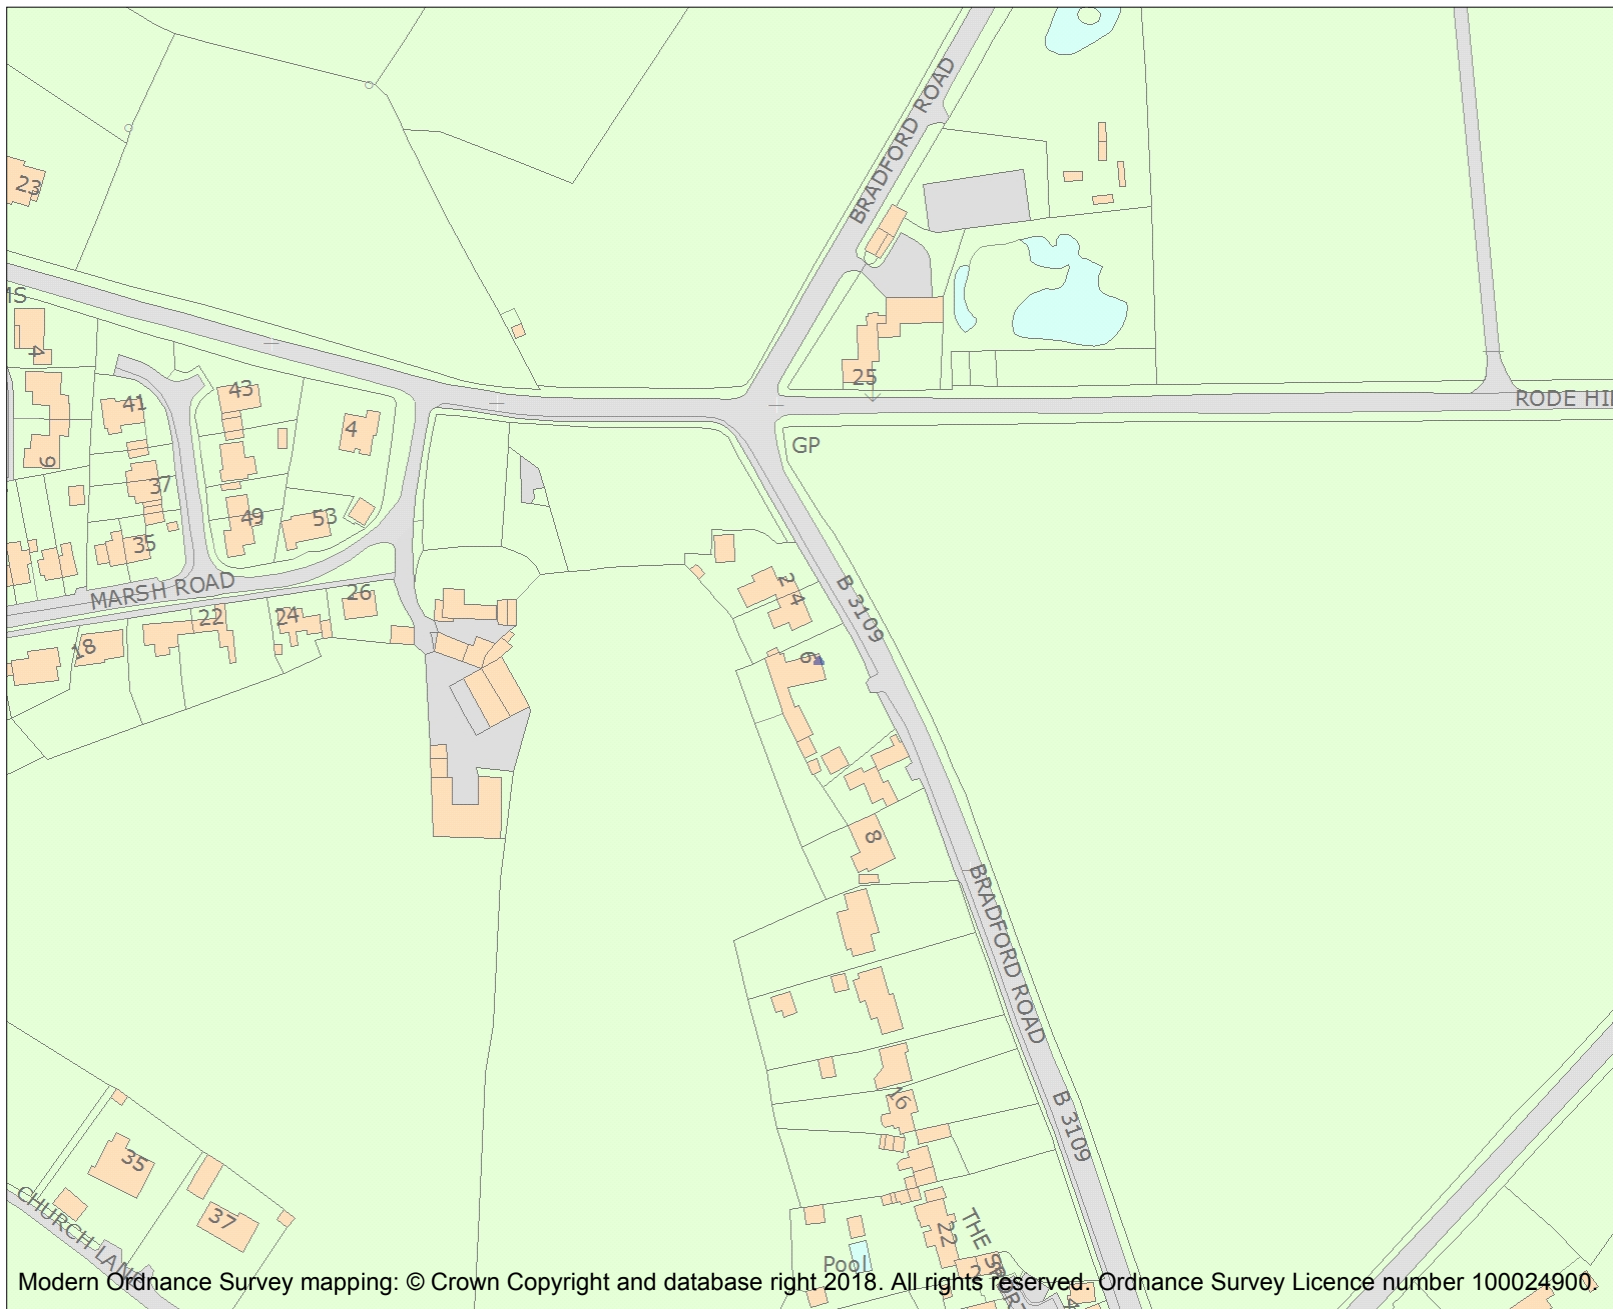 BRADFORD ROAD
23
MS
4
25
RODE HI
41
43
4
GP
9
37
49
53
35
MARSH ROAD
26
22
24
18
24
B 3109
6
8
BRADFORD ROAD
16
B 3109
35
37
CHURCH LANE
22
THE
Pool
2
4
Modern Ordnance Survey mapping: © Crown Copyright and database right 2018. All rights reserved. Ordnance Survey Licence number 100024900.